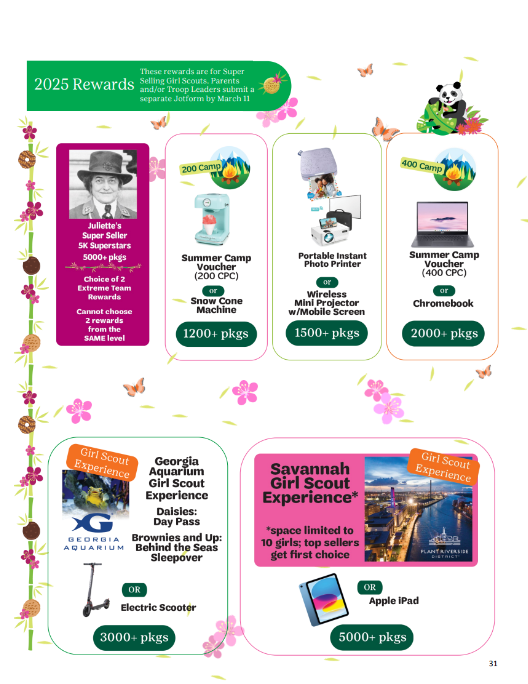 2025 Rewards
These rewards are for Super
Selling Girl Scouts. Parents
and/or Troop Leaders submit a
separate Jotform by March 11
Juliette's
Super Seller
5K Superstars
5000+ pkgs
Choice of 2
Extreme Team
Rewards
Cannot choose
2 rewards
from the
SAME level
200 Camp
Summer Camp
Voucher
(200 CPC)
or
Snow Cone
Machine
1200+ pkgs
Portable Instant
Photo Printer
or
Wireless
Mini Projector
w/Mobile Screen
1500+ pkgs
400 Camp
Summer Camp
Voucher
(400 CPC)
or
Chromebook
2000+ pkgs
Girl Scout
Experience
GEORGIA
AQUARIUM
Georgia
Aquarium
Girl Scout
Experience
Daisies:
Day Pass
Brownies and Up:
Behind the Seas
Sleepover
OR
Electric Scooter
3000+ pkgs
Savannah
Girl Scout
Experience*
*space limited to
10 girls; top sellers
get first choice
Girl Scout
Experience
PLANT RIVERSIDE
DISTRICT
OR
Apple iPad
5000+ pkgs
31